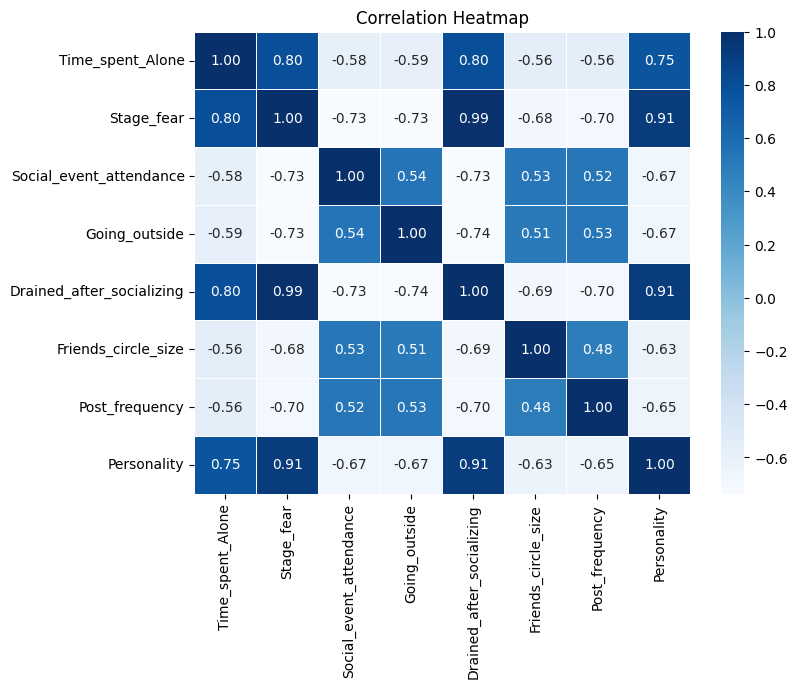 Correlation Heatmap
Time_spent_Alone 1.00 0.80 -0.58 -0.59 0.80 -0.56 -0.56 0.75
Stage_fear 0.80 1.00 -0.73 -0.73 0.99 -0.68 -0.70 0.91
Social_event_attendance -0.58 -0.73 1.00 0.54 -0.73 0.53 0.52 -0.67
Going_outside -0.59 -0.73 0.54 1.00 -0.74 0.51 0.53 -0.67
Drained_after_socializing 0.80 0.99 -0.73 -0.74 1.00 -0.69 -0.70 0.91
Friends_circle_size -0.56 -0.68 0.53 0.51 -0.69 1.00 0.48 -0.63
Post_frequency -0.56 -0.70 0.52 0.53 -0.70 0.48 1.00 -0.65
Personality 0.75 0.91 -0.67 -0.67 0.91 -0.63 -0.65 1.00
Time_spent_Alone
Stage_fear
Social_event_attendance
Going_outside
Drained_after_socializing
Friends_circle_size
Post_frequency
Personality
1.0
0.8
0.6
0.4
0.2
0.0
−0.2
−0.4
−0.6